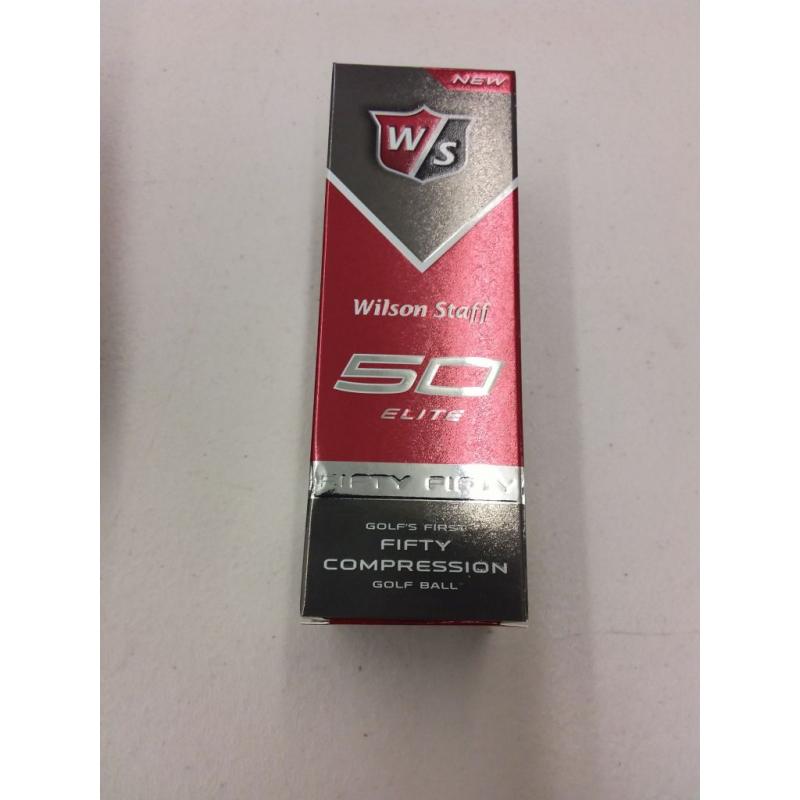 NEW
W/S
Wilson Staff
50
ELITE
FIFTY FIFTY
GOLF'S FIRST
FIFTY
COMPRESSION
GOLF BALL